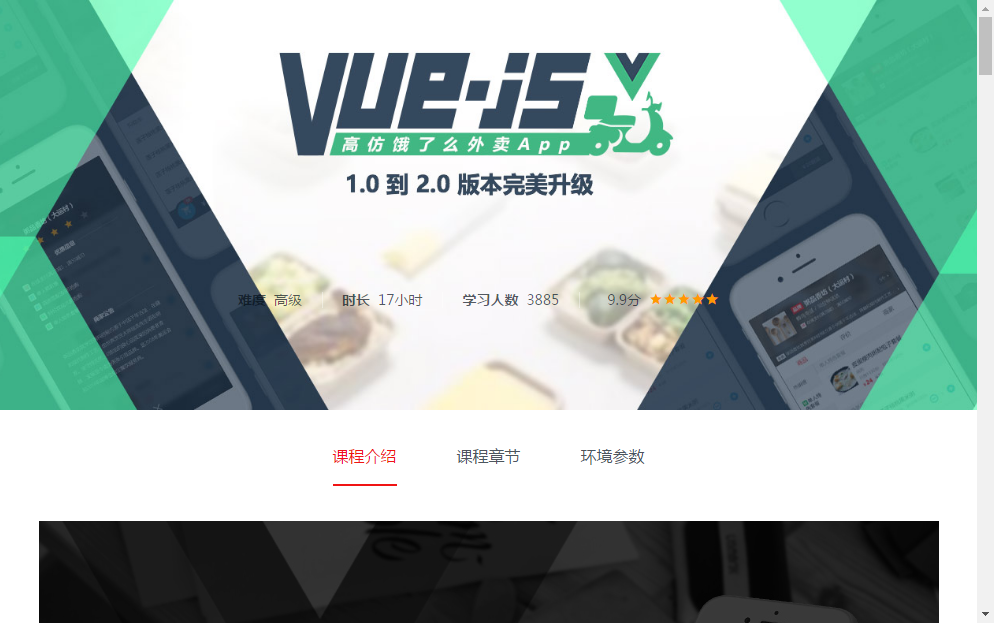 Vue.js
高仿饿了么外卖App
1.0 到 2.0 版本完美升级
难度 高级 时长 17小时 学习人数 3885 9.9分
课程介绍 课程章节 环境参数